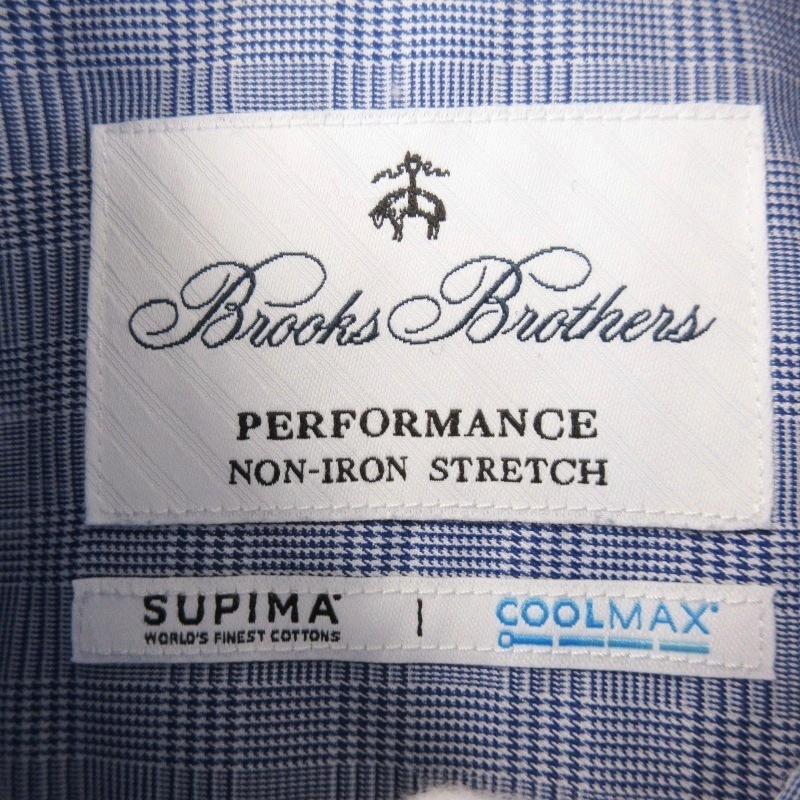 Brooks Brothers
PERFORMANCE
NON-IRON STRETCH
SUPIMA® | COOLMAX®
WORLD'S FINEST COTTONS